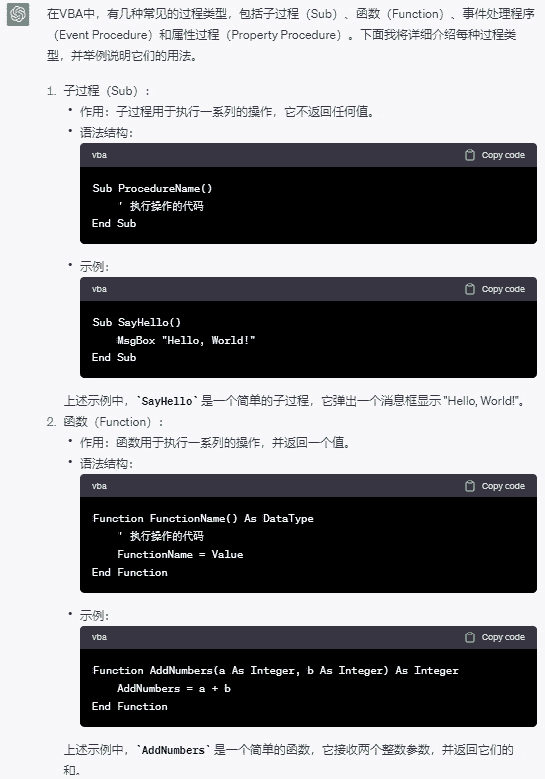 在VBA中，有几种常见的过程类型，包括子过程（Sub）、函数（Function）、事件处理程序
（Event Procedure）和属性过程（Property Procedure）。下面我将详细介绍每种过程类
型，并举例说明它们的用法。
1. 子过程（Sub）：
• 作用：子过程用于执行一系列的操作，它不返回任何值。
• 语法结构：
vba Copy code
Sub ProcedureName()
' 执行操作的代码
End Sub
• 示例：
vba Copy code
Sub SayHello()
MsgBox "Hello, World!"
End Sub
上述示例中，`SayHello`是一个简单的子过程，它弹出一个消息框显示 "Hello, World!"。
2. 函数（Function）：
• 作用：函数用于执行一系列的操作，并返回一个值。
• 语法结构：
vba Copy code
Function FunctionName() As DataType
' 执行操作的代码
FunctionName = Value
End Function
• 示例：
vba Copy code
Function AddNumbers(a As Integer, b As Integer) As Integer
AddNumbers = a + b
End Function
上述示例中，`AddNumbers`是一个简单的函数，它接收两个整数参数，并返回它们的
和。